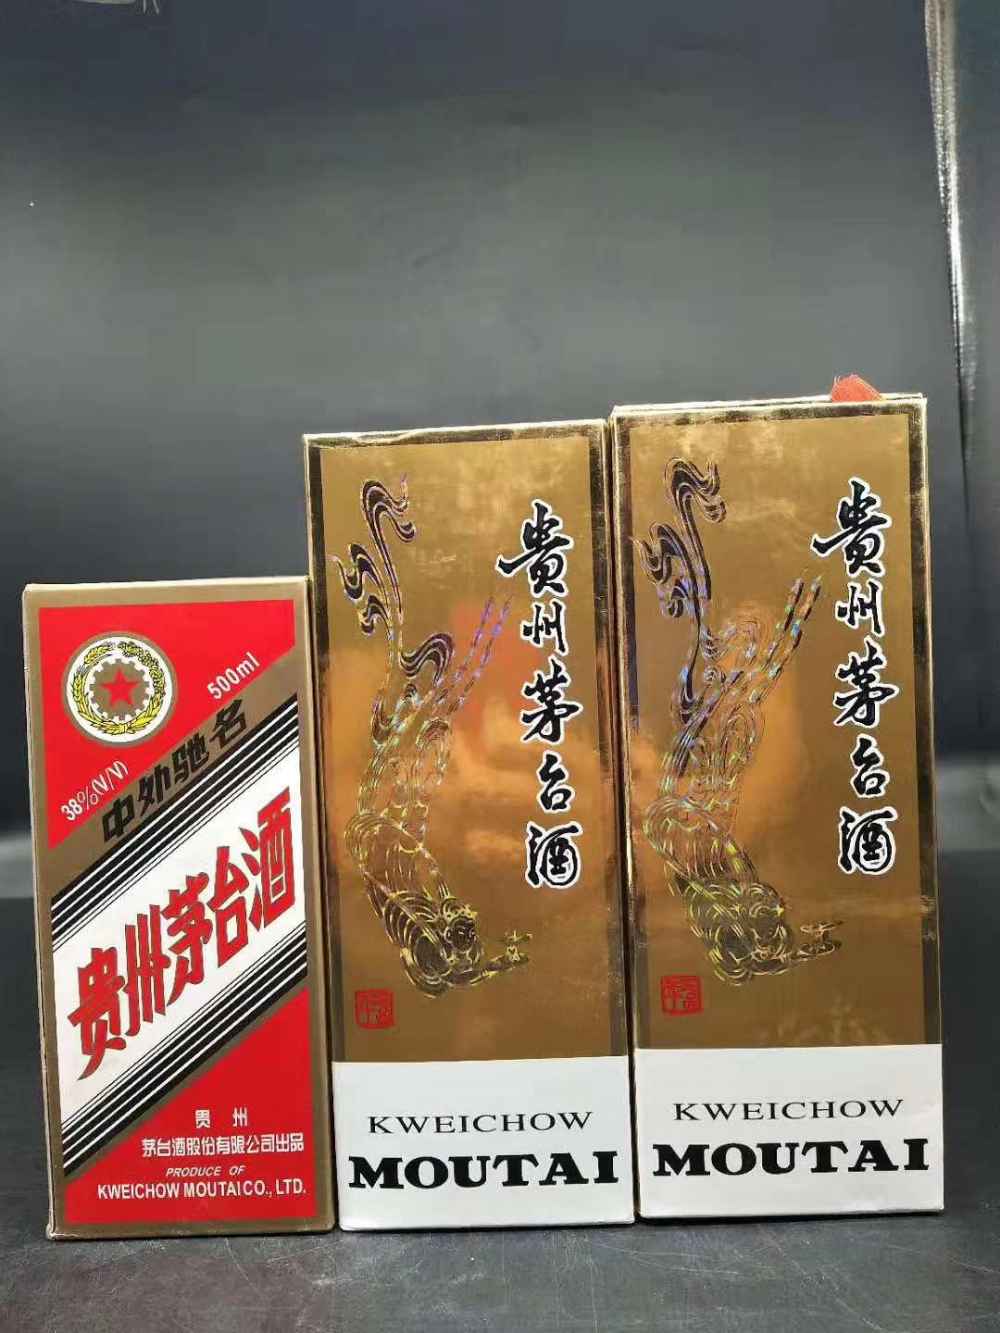 500ml
38%(V/V)
中外驰名
贵州茅台酒
贵州
茅台酒股份有限公司出品
PRODUCE OF
KWEICHOW MOUTAI CO., LTD.
貴州茅台酒
KWEICHOW
MOUTAI
貴州茅台酒
KWEICHOW
MOUTAI